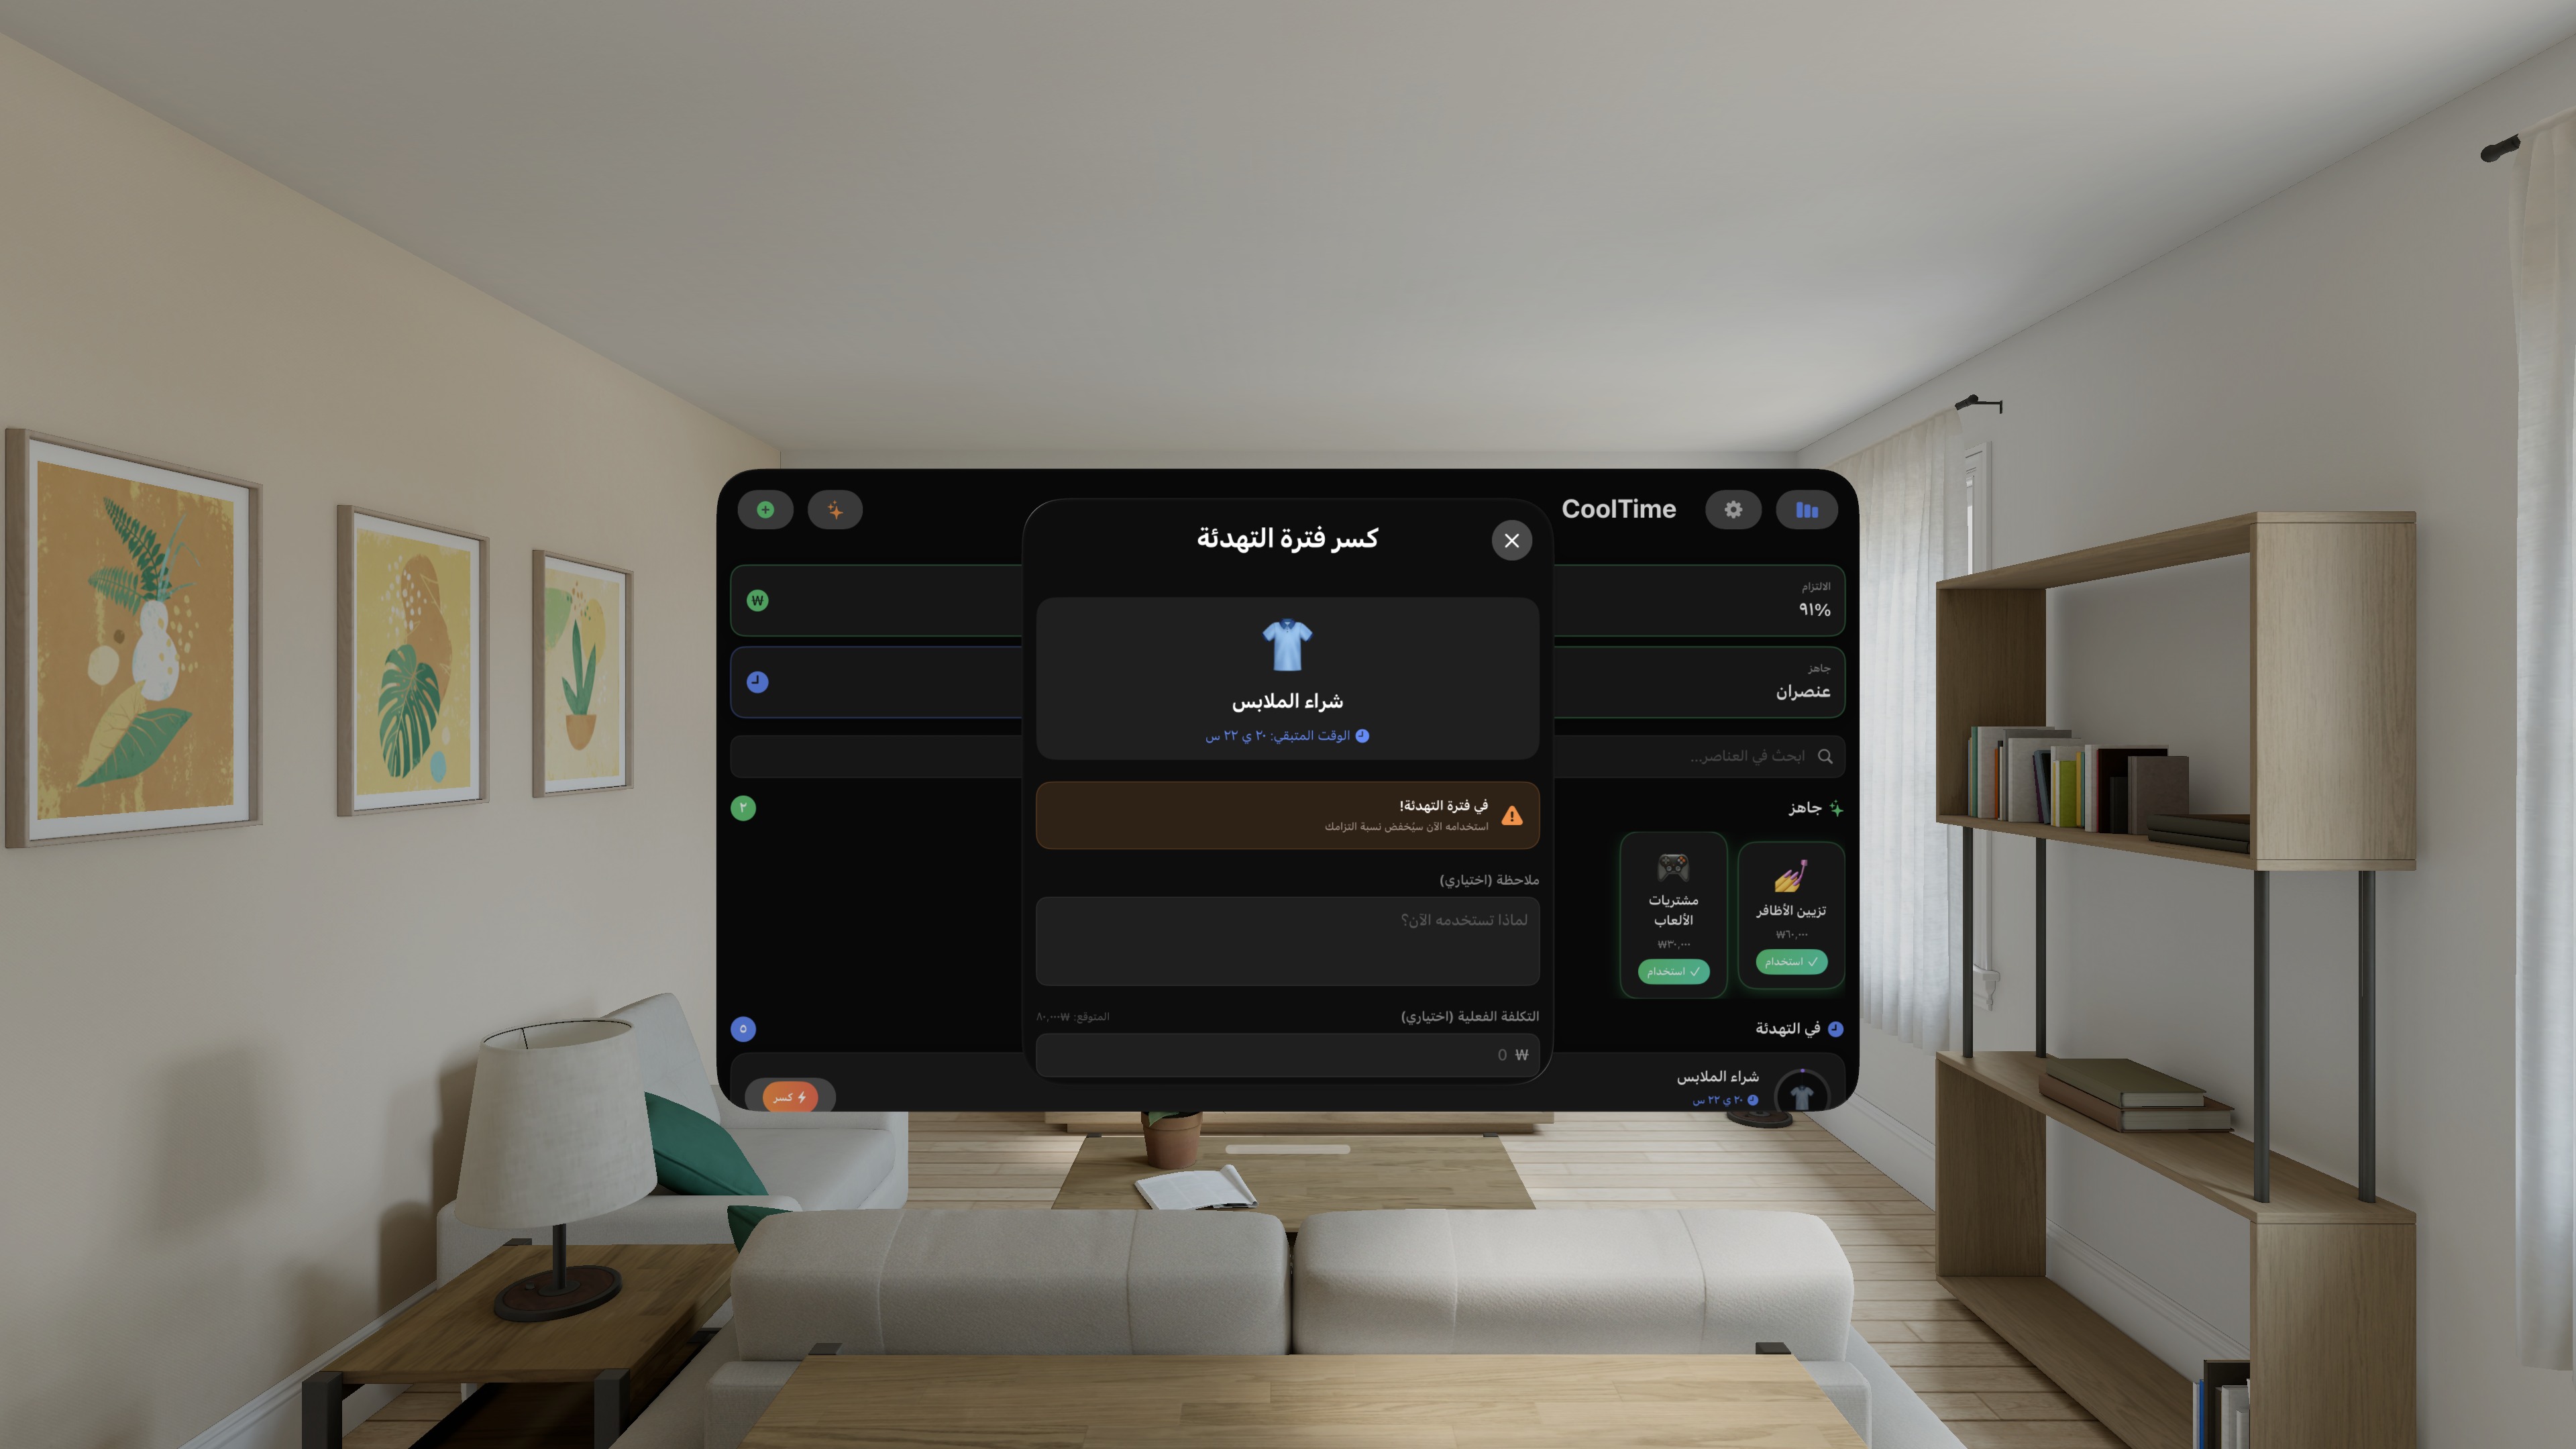 CoolTime
الالتزام
٩١%
جاهز
عنصران
ابحث في العناصر...
جاهز
٢
تزيين الأظافر
₩٦٠,٠٠٠
استخدام
مشتريات
الألعاب
₩٣٠,٠٠٠
استخدام
في التهدئة
٥
شراء الملابس
٢٠ ي ٢٢ س
كسر
كسر فترة التهدئة
شراء الملابس
الوقت المتبقي: ٢٠ ي ٢٢ س
في فترة التهدئة!
استخدامه الآن سيُخفض نسبة التزامك
ملاحظة (اختياري)
لماذا تستخدمه الآن؟
التكلفة الفعلية (اختياري)
المتوقع: ₩٨٠,٠٠٠
₩ 0